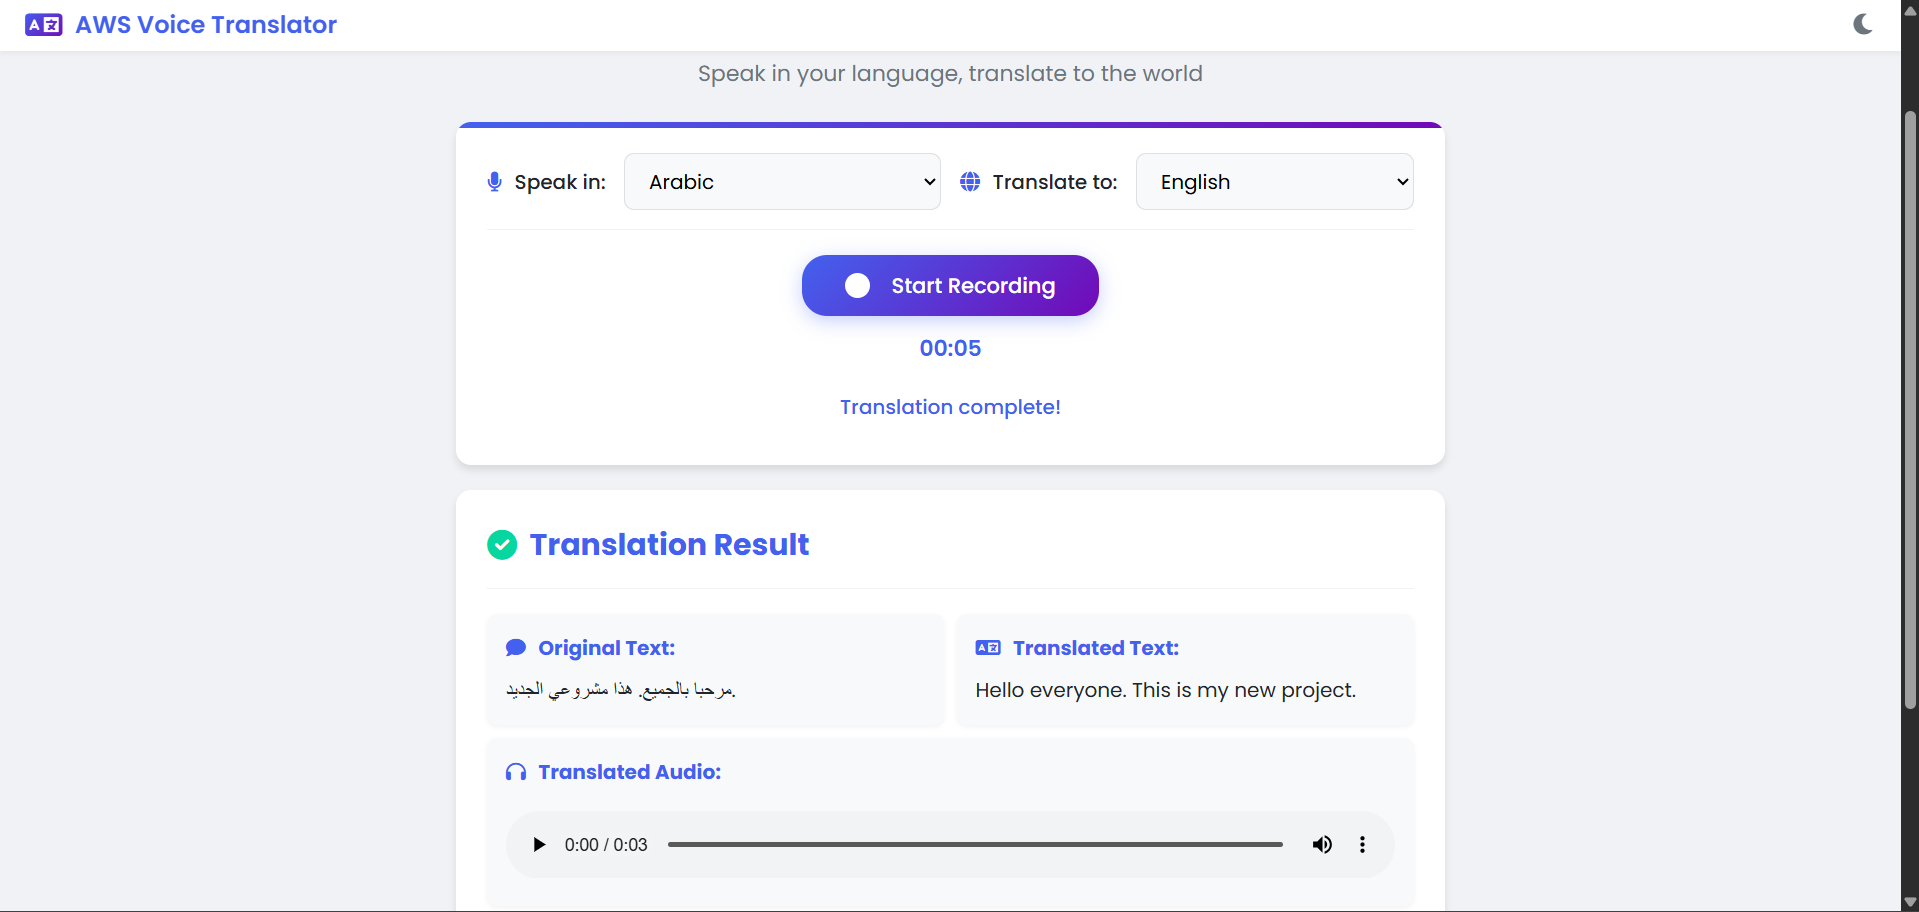 AWS Voice Translator
Speak in your language, translate to the world
Speak in:
Arabic
Translate to:
English
Start Recording
00:05
Translation complete!
Translation Result
Original Text:
مرحبا بالجميع. هذا مشروعي الجديد.
Translated Text:
Hello everyone. This is my new project.
Translated Audio:
0:00 / 0:03